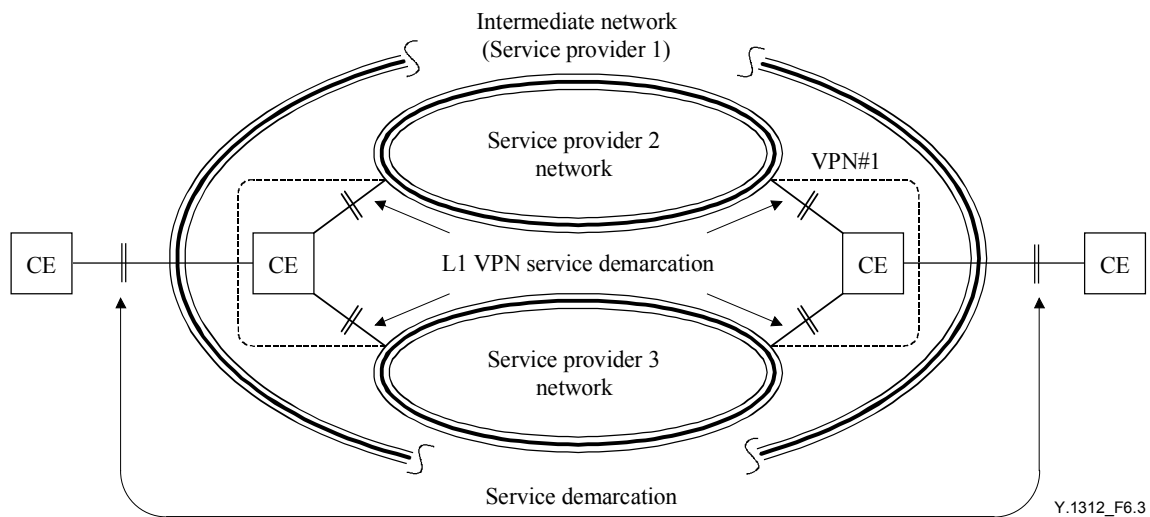 Intermediate network
(Service provider 1)
Service provider 2
network
VPN#1
CE
CE
L1 VPN service demarcation
CE
CE
Service provider 3
network
Service demarcation
Y.1312_F6.3